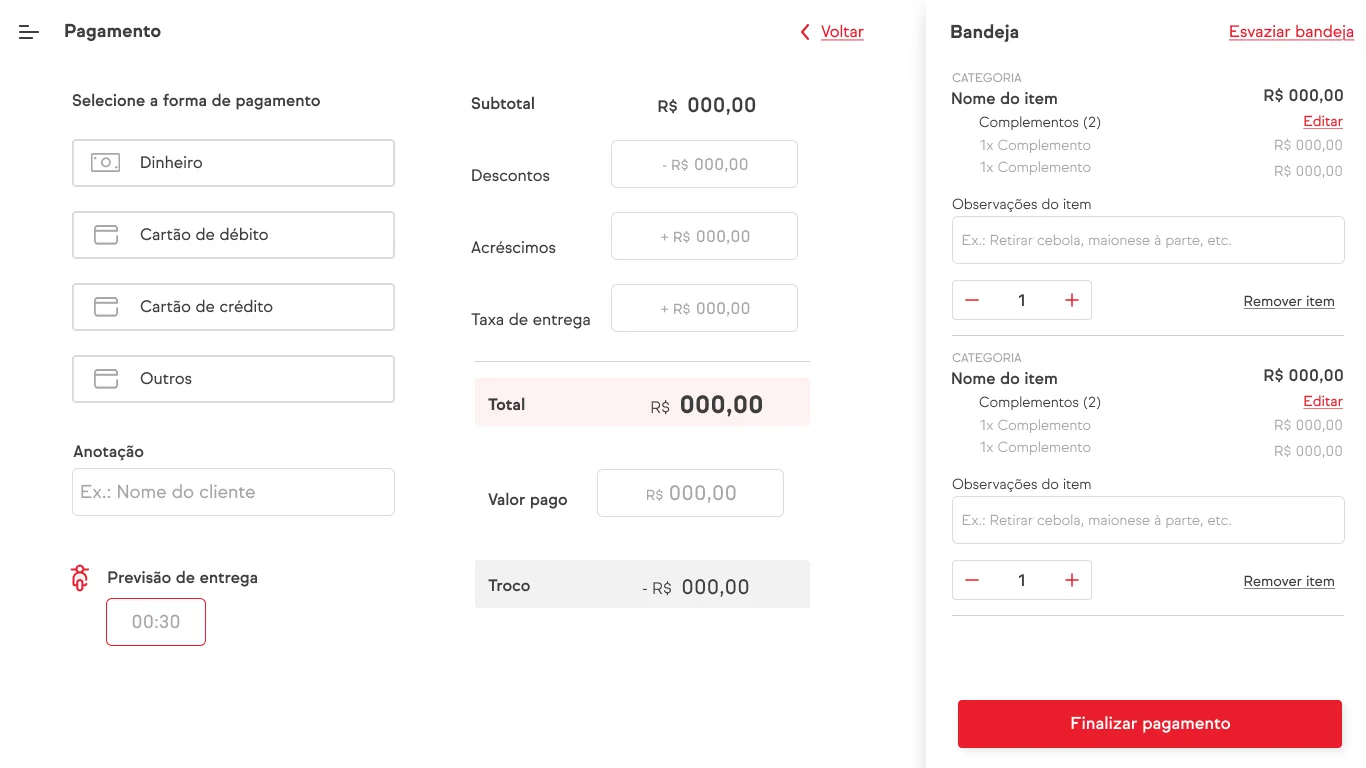 Pagamento
Voltar
Selecione a forma de pagamento
Dinheiro
Cartão de débito
Cartão de crédito
Outros
Anotação
Ex.: Nome do cliente
Previsão de entrega
00:30
Subtotal R$ 000,00
Descontos - R$ 000,00
Acréscimos + R$ 000,00
Taxa de entrega + R$ 000,00
Total R$ 000,00
Valor pago R$ 000,00
Troco - R$ 000,00
Bandeja Esvaziar bandeja
CATEGORIA
Nome do item R$ 000,00
Complementos (2) Editar
1x Complemento R$ 000,00
1x Complemento R$ 000,00
Observações do item
Ex.: Retirar cebola, maionese à parte, etc.
1 Remover item
CATEGORIA
Nome do item R$ 000,00
Complementos (2) Editar
1x Complemento R$ 000,00
1x Complemento R$ 000,00
Observações do item
Ex.: Retirar cebola, maionese à parte, etc.
1 Remover item
Finalizar pagamento